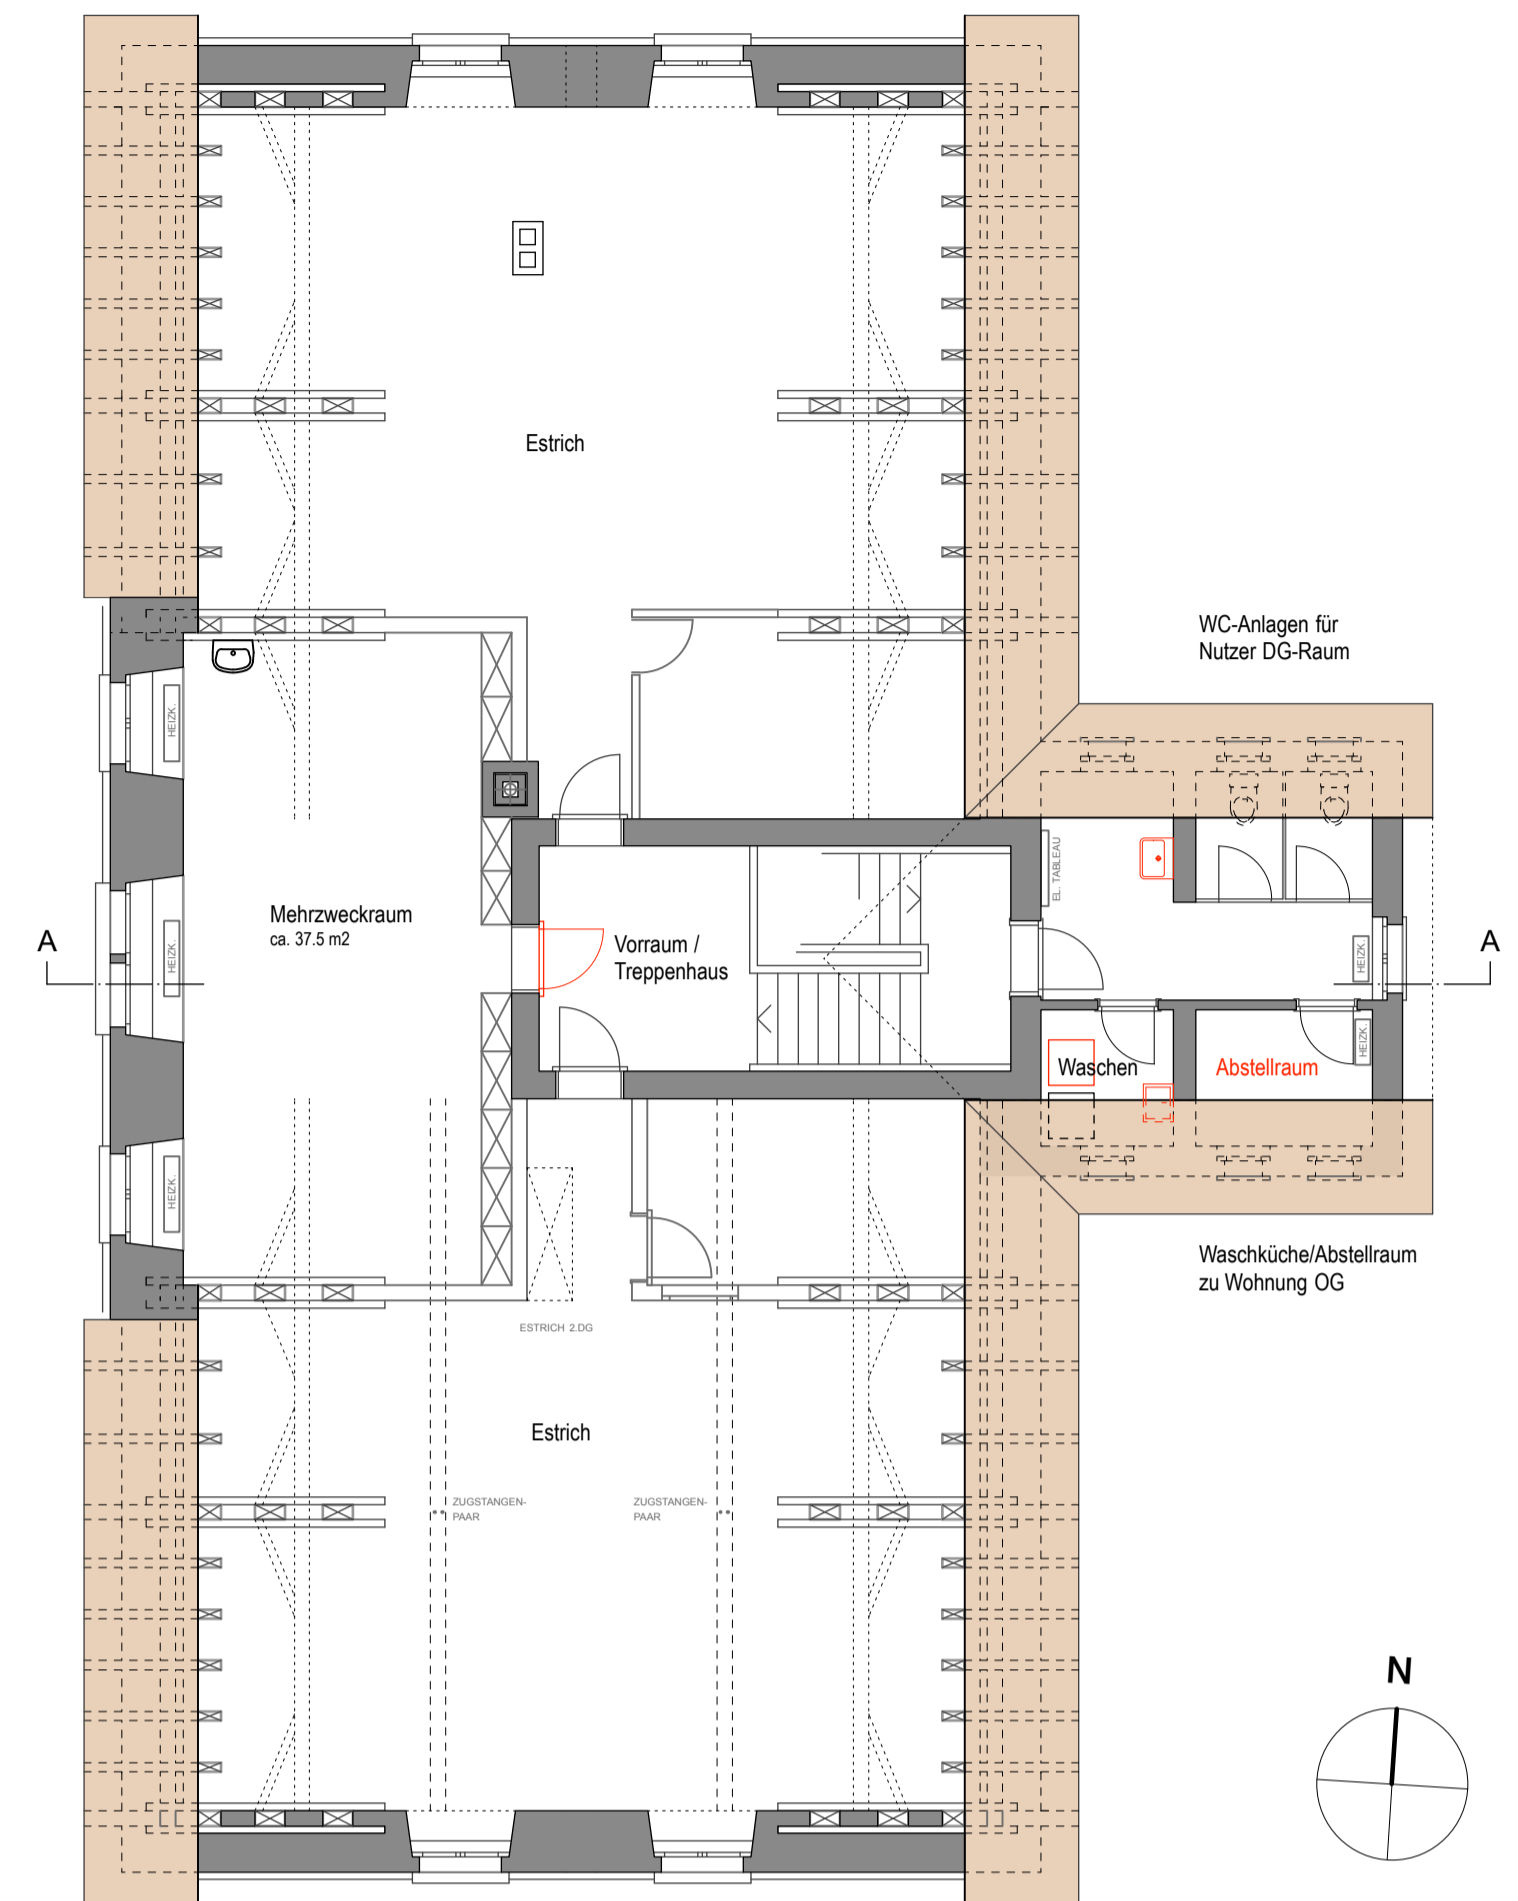 Estrich
WC-Anlagen für
Nutzer DG-Raum
HEIZK.
EL. TABLEAU
Mehrzweckraum
ca. 37.5 m2
A
HEIZK.
Vorraum /
Treppenhaus
HEIZK.
A
Waschen
Abstellraum
HEIZK.
HEIZK.
Waschküche/Abstellraum
zu Wohnung OG
ESTRICH 2.DG
Estrich
ZUGSTANGEN-
PAAR
ZUGSTANGEN-
PAAR
N